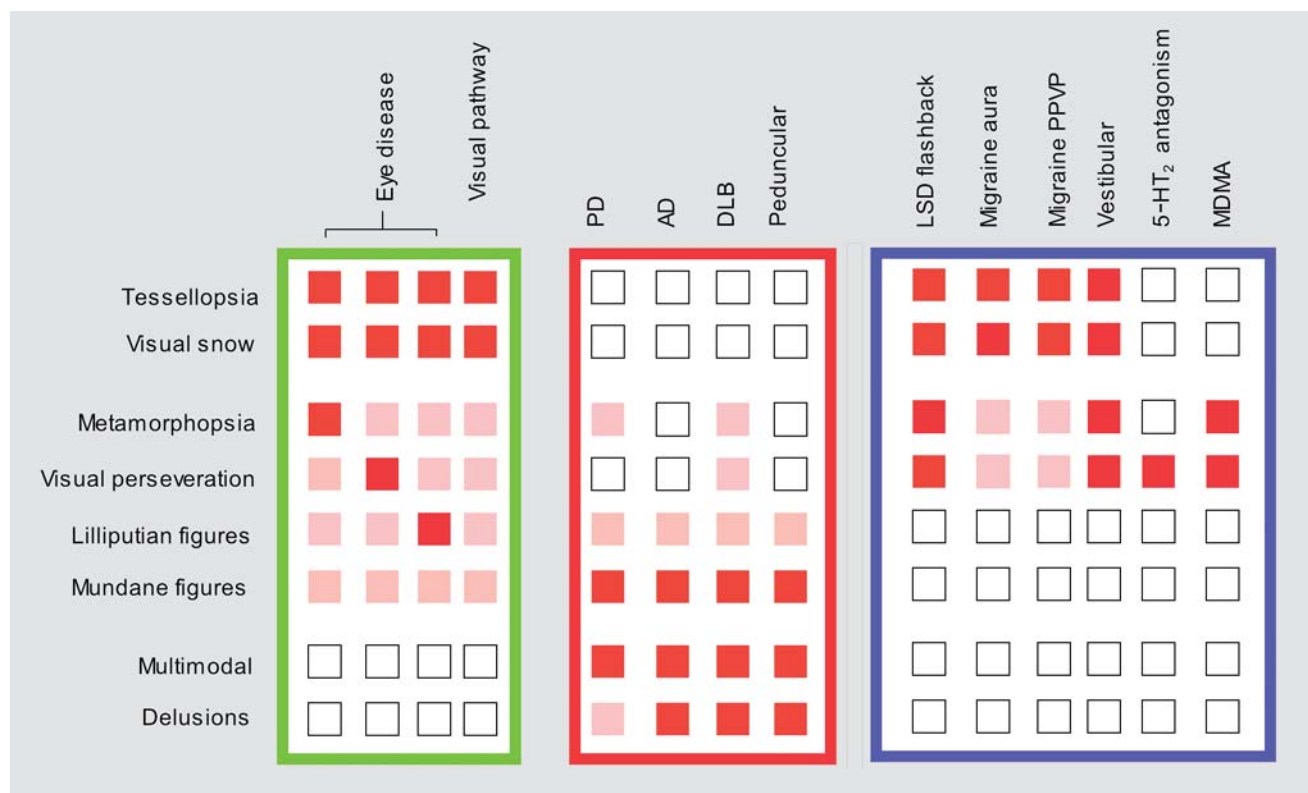 Eye disease
Visual pathway
PD
AD
DLB
Peduncular
LSD flashback
Migraine aura
Migraine PPVP
Vestibular
5-HT₂ antagonism
MDMA
Tessellopsia
Visual snow
Metamorphopsia
Visual perseveration
Lilliputian figures
Mundane figures
Multimodal
Delusions